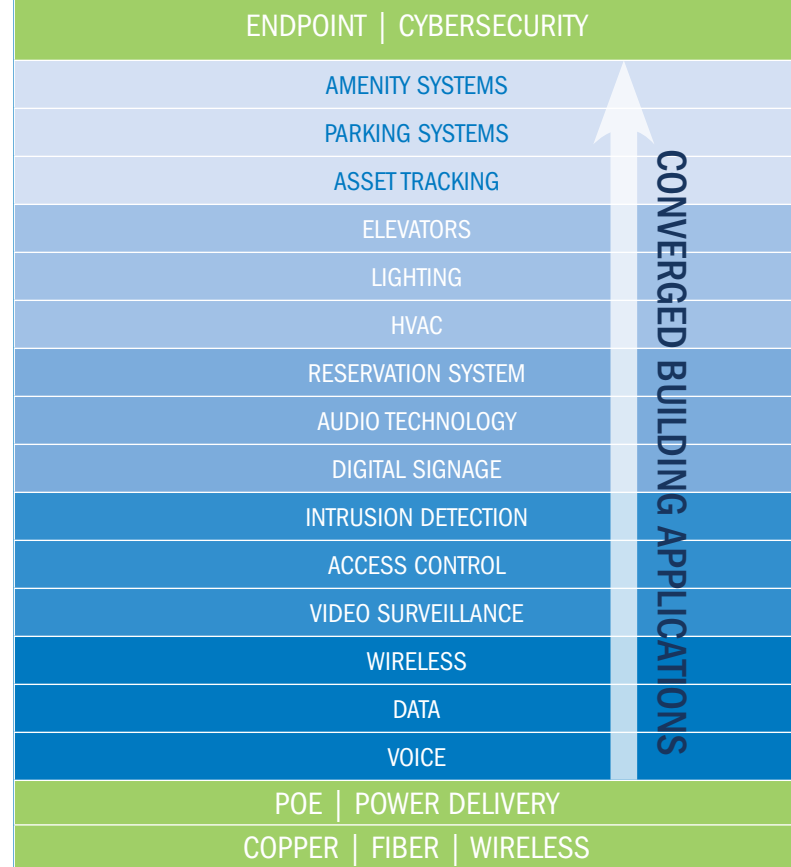 ENDPOINT | CYBERSECURITY
AMENITY SYSTEMS
PARKING SYSTEMS
ASSET TRACKING
ELEVATORS
LIGHTING
HVAC
RESERVATION SYSTEM
AUDIO TECHNOLOGY
DIGITAL SIGNAGE
INTRUSION DETECTION
ACCESS CONTROL
VIDEO SURVEILLANCE
WIRELESS
DATA
VOICE
CONVERGED BUILDING APPLICATIONS
POE | POWER DELIVERY
COPPER | FIBER | WIRELESS